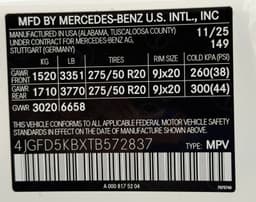 MFD BY MERCEDES-BENZ U.S. INTL., INC
MANUFACTURED IN USA (ALABAMA, TUSCALOOSA COUNTY) 11/25
UNDER CONTRACT FOR MERCEDES-BENZ AG, 149
STUTTGART (GERMANY)
KG LB TIRES RIM SIZE COLD KPA (PSI)
GAWR FRONT 1520 3351 275/50 R20 9Jx20 260(38)
GAWR REAR 1710 3770 275/50 R20 9Jx20 300(44)
GVWR 3020 6658
THIS VEHICLE CONFORMS TO ALL APPLICABLE FEDERAL MOTOR VEHICLE
STANDARDS IN EFFECT ON THE DATE OF MANUFACTURE SHOWN ABOVE.
4JGFD5KBXTB572837 TYPE: MPV
A 000 817 52 04